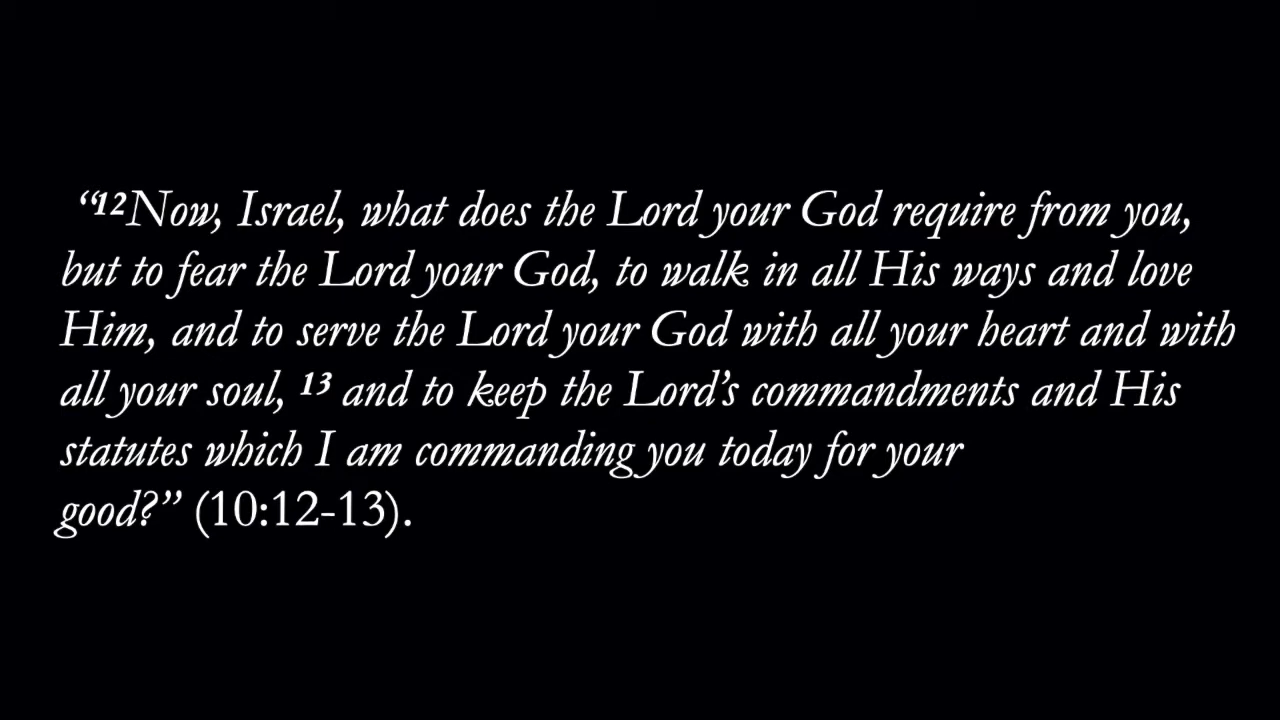 “12Now, Israel, what does the Lord your God require from you,
but to fear the Lord your God, to walk in all His ways and love
Him, and to serve the Lord your God with all your heart and with
all your soul, 13 and to keep the Lord’s commandments and His
statutes which I am commanding you today for your
good?” (10:12-13).